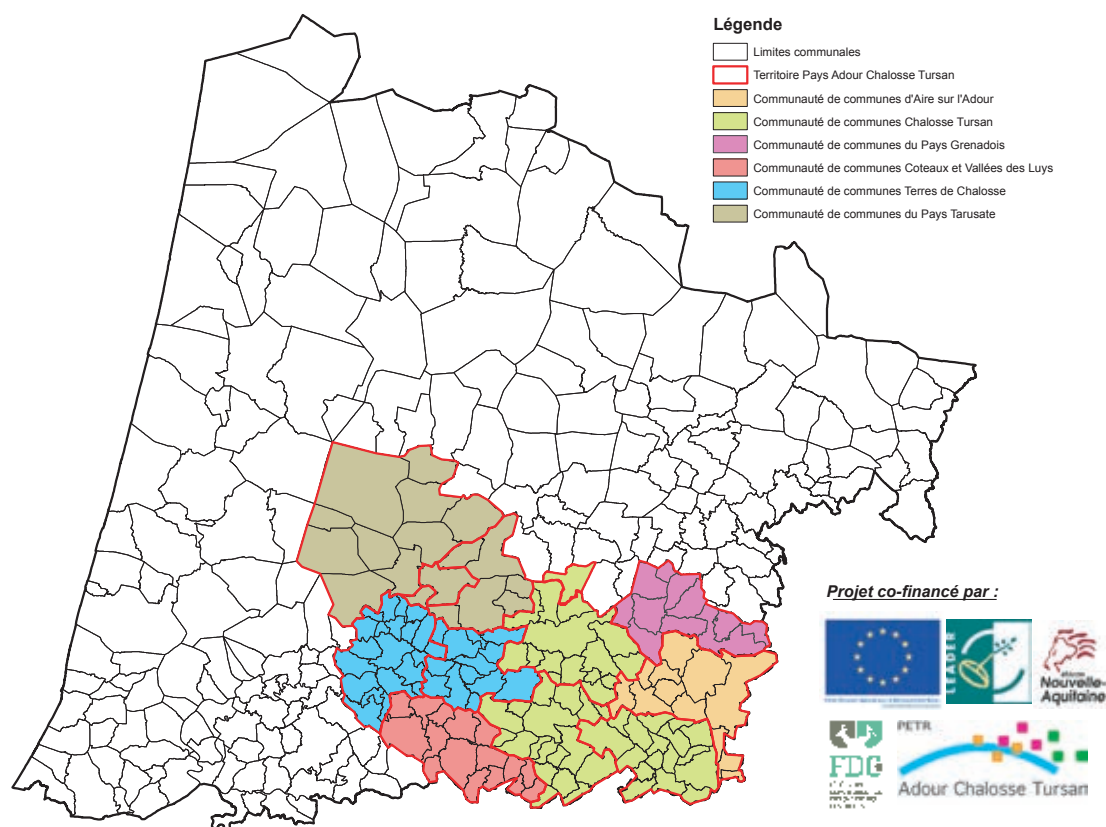 Légende
Limites communales
Territoire Pays Adour Chalosse Tursan
Communauté de communes d'Aire sur l'Adour
Communauté de communes Chalosse Tursan
Communauté de communes du Pays Grenadois
Communauté de communes Coteaux et Vallées des Luys
Communauté de communes Terres de Chalosse
Communauté de communes du Pays Tarusate
Projet co-financé par :
LEADER
Nouvelle-
Aquitaine
FDC
PETR
Adour Chalosse Tursan